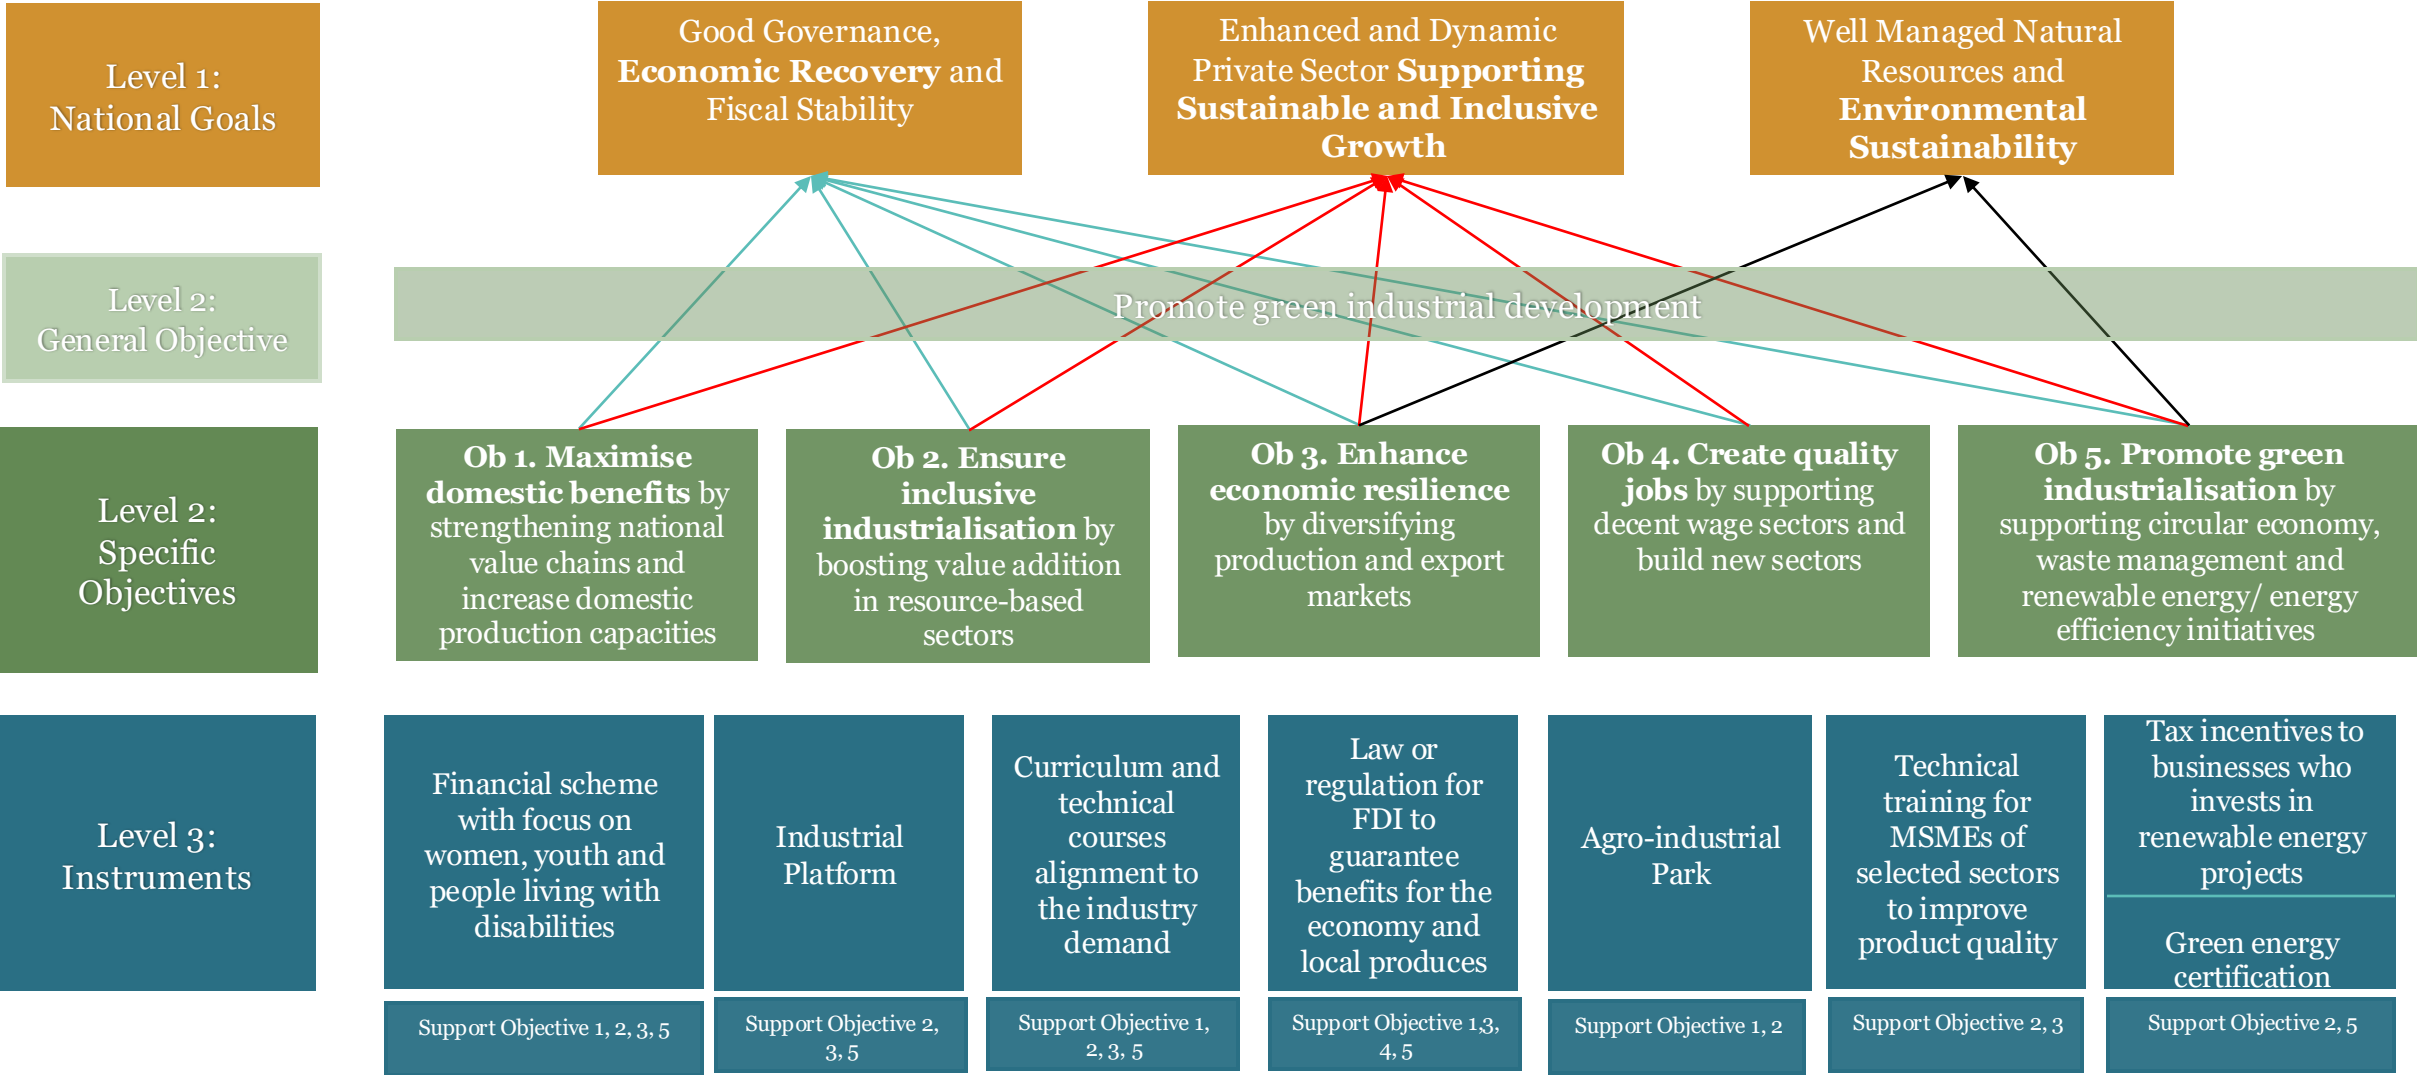 Level 1:
National Goals
Good Governance,
Economic Recovery and
Fiscal Stability
Enhanced and Dynamic
Private Sector Supporting
Sustainable and Inclusive
Growth
Well Managed Natural
Resources and
Environmental
Sustainability
Level 2:
General Objective
Promote green industrial development
Level 2:
Specific
Objectives
Ob 1. Maximise
domestic benefits by
strengthening national
value chains and
increase domestic
production capacities
Ob 2. Ensure
inclusive
industrialisation by
boosting value addition
in resource-based
sectors
Ob 3. Enhance
economic resilience
by diversifying
production and export
markets
Ob 4. Create quality
jobs by supporting
decent wage sectors and
build new sectors
Ob 5. Promote green
industrialisation by
supporting circular economy,
waste management and
renewable energy/ energy
efficiency initiatives
Level 3:
Instruments
Financial scheme
with focus on
women, youth and
people living with
disabilities
Industrial
Platform
Curriculum and
technical
courses
alignment to
the industry
demand
Law or
regulation for
FDI to
guarantee
benefits for the
economy and
local produces
Agro-industrial
Park
Technical
training for
MSMEs of
selected sectors
to improve
product quality
Tax incentives to
businesses who
invests in
renewable energy
projects
Green energy
certification
Support Objective 1, 2, 3, 5
Support Objective 2,
3, 5
Support Objective 1,
2, 3, 5
Support Objective 1,3,
4, 5
Support Objective 1, 2
Support Objective 2, 3
Support Objective 2, 5